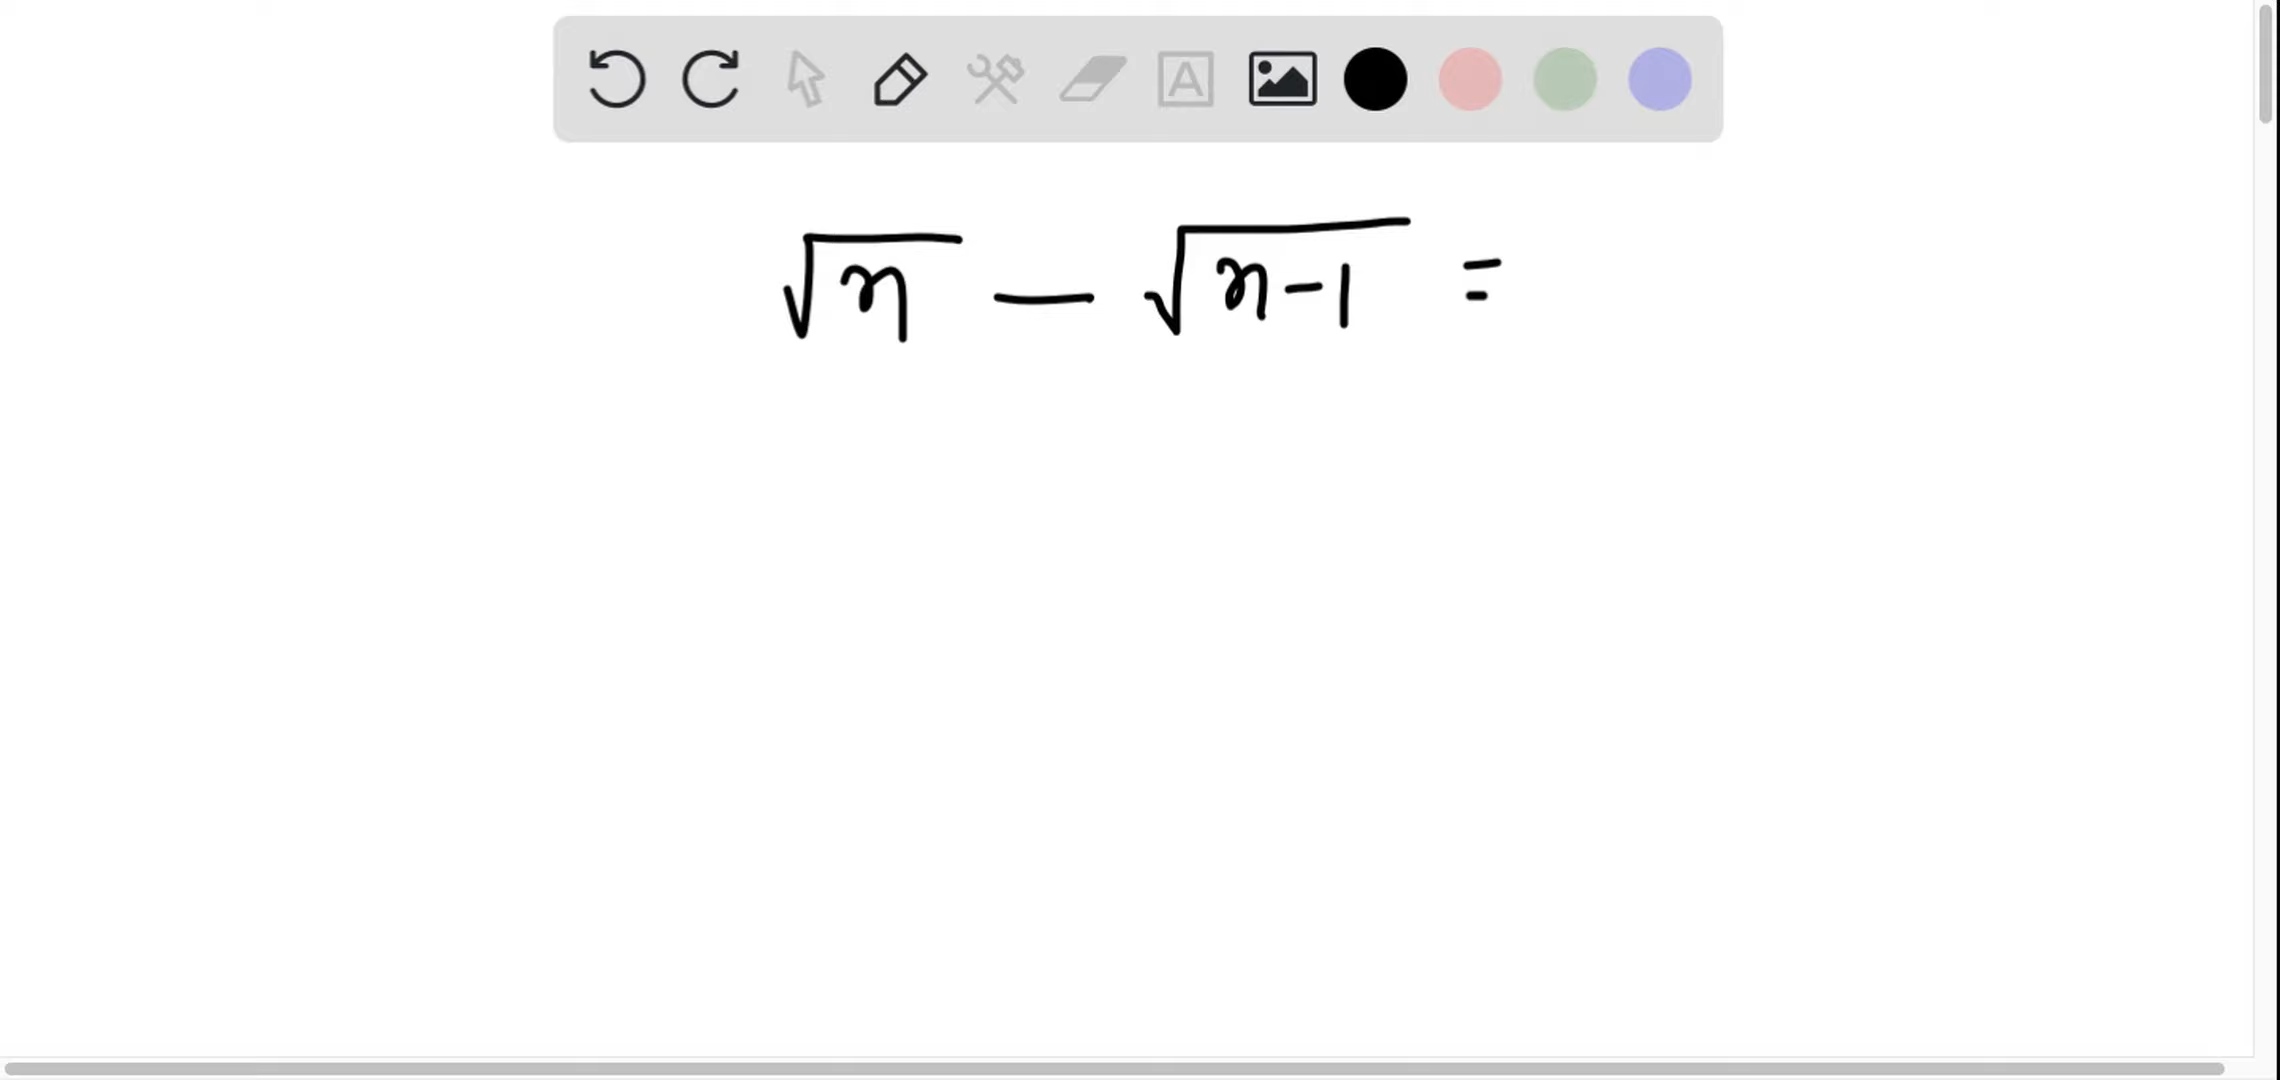 A
√n - √n-1 =